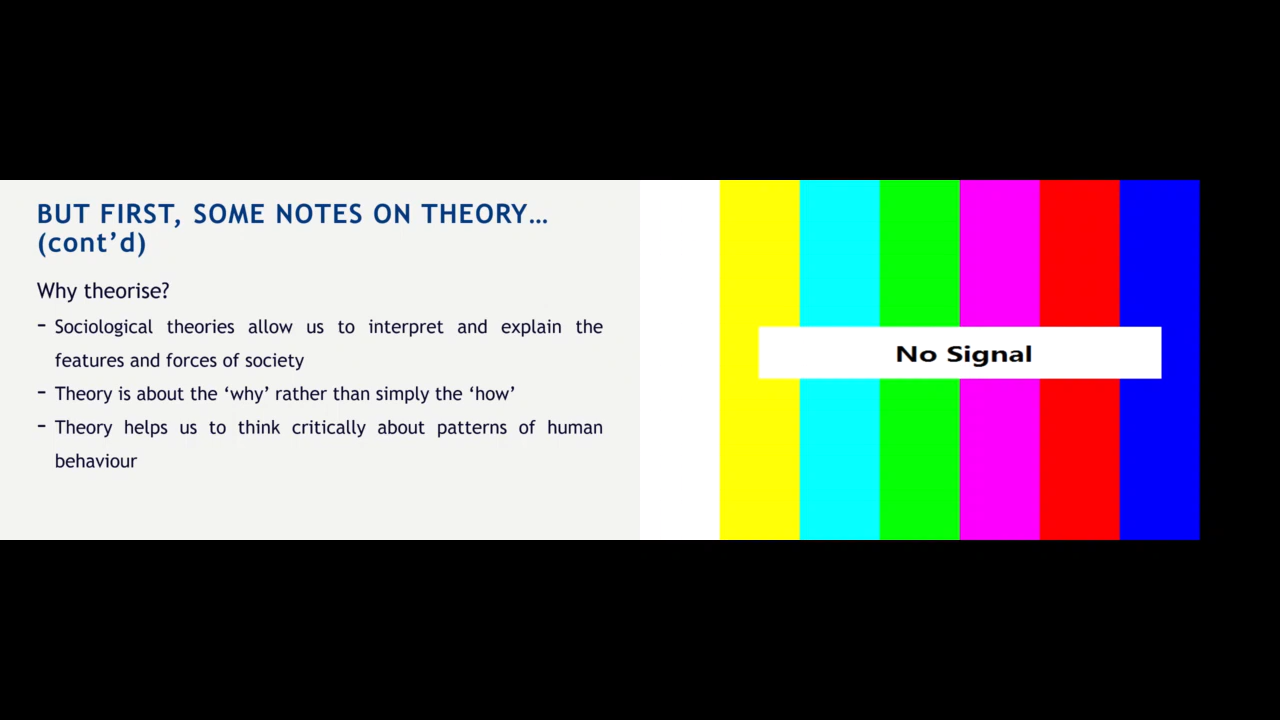 BUT FIRST, SOME NOTES ON THEORY…
(cont’d)
Why theorise?
- Sociological theories allow us to interpret and explain the
features and forces of society
- Theory is about the ‘why’ rather than simply the ‘how’
- Theory helps us to think critically about patterns of human
behaviour
No Signal